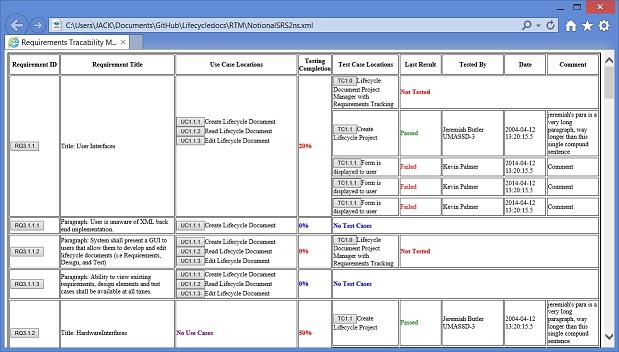 C:\Users\JACK\Documents\GitHub\Lifecycledocs\RTM\NotionalSRS2ns.xml
Requirements Tracability M...
Requirement ID Requirement Title Use Case Locations Testing Completion Test Case Locations Last Result Tested By Date Comment
RQ3.1.1
Title: User Interfaces
UC1.1.1 Create Lifecycle Document
UC1.1.2 Read Lifecycle Document
UC1.1.3 Edit Lifecycle Document
20%
TC1.0 Lifecycle
Document Project
Manager with
Requirements Tracking
Not Tested
TC1.1 Create
Lifecycle Project
Passed
Jeremiah Butler
UMASSD-3
2004-04-12
13:20:15.5
jeremiah's para is a
very long
paragraph, way
longer than this
single compund
sentence
TC1.1.1 Form is
displayed to user
Failed
Kevin Palmer
2014-04-12
13:20:15.5
Comment
TC1.1.1 Form is
displayed to user
Failed
Kevin Palmer
2014-04-12
13:20:15.5
Comment
TC1.1.1 Form is
displayed to user
Failed
Kevin Palmer
2014-04-12
13:20:15.5
Comment
RQ3.1.1.1
Paragraph: User is unaware of XML back
end implementation.
UC1.1.1 Create Lifecycle Document
0%
No Test Cases
RQ3.1.1.2
Paragraph: System shall present a GUI to
users that allow them to develop and edit
lifecycle documents (i.e Requirements,
Design, and Test)
UC1.1.1 Create Lifecycle Document
UC1.1.2 Read Lifecycle Document
UC1.1.3 Edit Lifecycle Document
0%
TC1.0 Lifecycle
Document Project
Manager with
Requirements Tracking
Not Tested
RQ3.1.1.3
Paragraph: Ability to view existing
requirements, design elements and test
cases shall be available at all times.
UC1.1.1 Create Lifecycle Document
UC1.1.2 Read Lifecycle Document
UC1.1.3 Edit Lifecycle Document
0%
No Test Cases
RQ3.1.2
Title: HardwareInterfaces
No Use Cases
50%
TC1.1 Create
Lifecycle Project
Passed
Jeremiah Butler
UMASSD-3
2004-04-12
13:20:15.5
jeremiah's para is a
very long
paragraph, way
longer than this
single compund